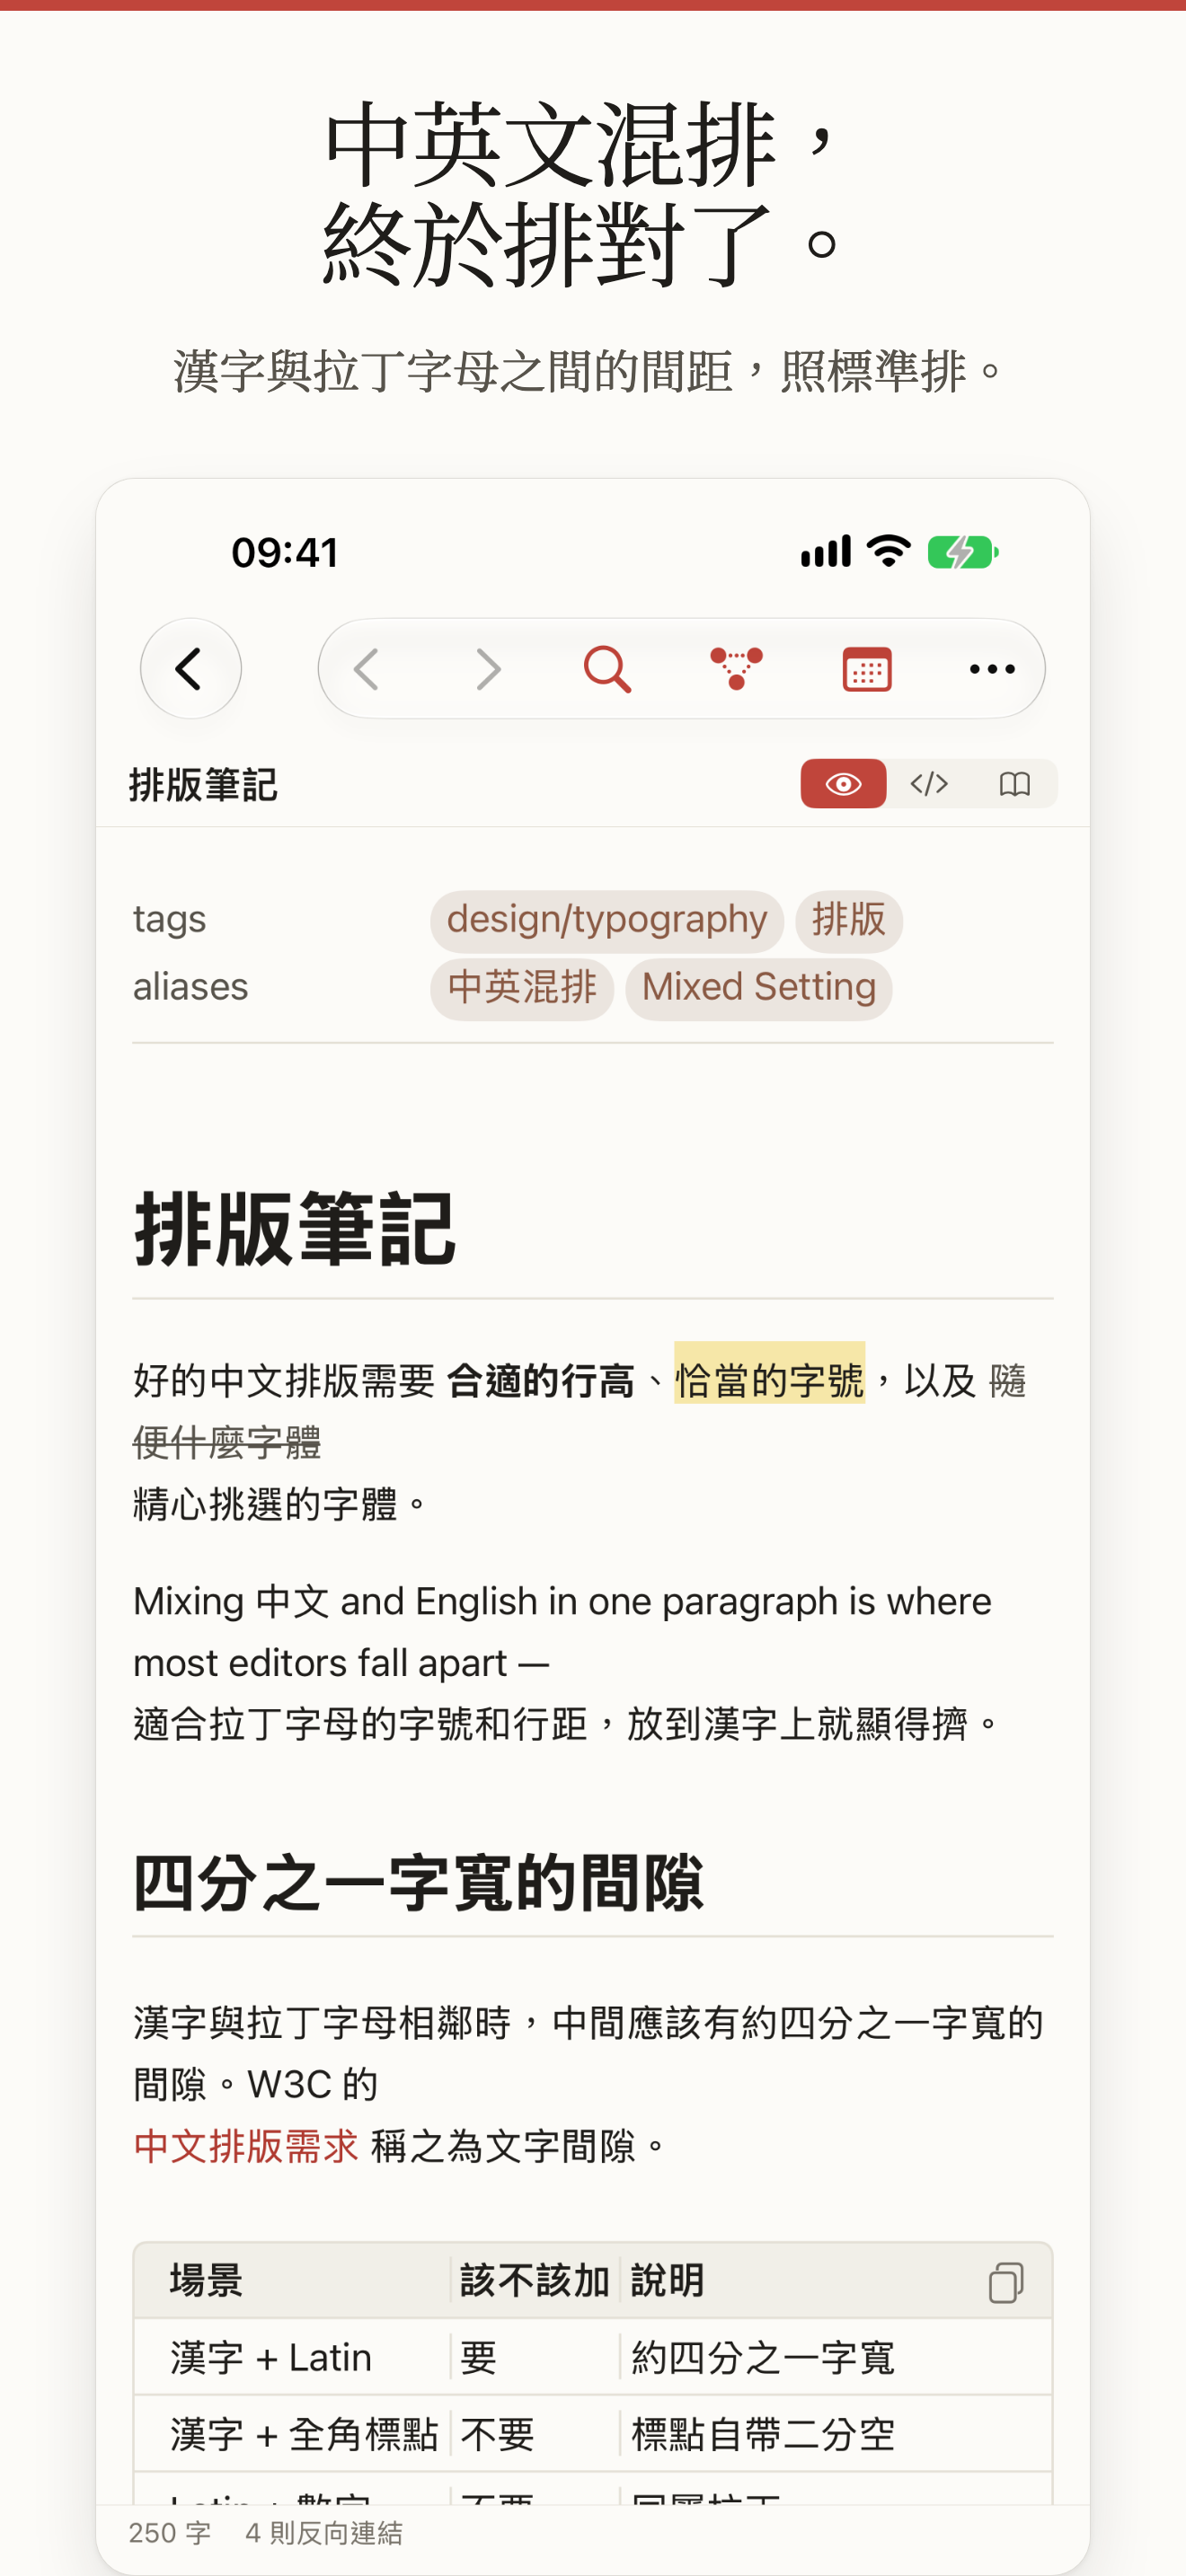 中英文混排，
終於排對了。
漢字與拉丁字母之間的間距，照標準排。
09:41
排版筆記
tags design/typography 排版
aliases 中英混排 Mixed Setting
排版筆記
好的中文排版需要 合適的行高、恰當的字號，以及 隨
便什麼字體
精心挑選的字體。
Mixing 中文 and English in one paragraph is where
most editors fall apart —
適合拉丁字母的字號和行距，放到漢字上就顯得擠。
四分之一字寬的間隙
漢字與拉丁字母相鄰時，中間應該有約四分之一字寬的
間隙。W3C 的
中文排版需求 稱之為文字間隙。
場景 該不該加 說明
漢字 + Latin 要 約四分之一字寬
漢字 + 全角標點 不要 標點自帶二分空
Latin + 數字 不要
250 字 4 則反向連結